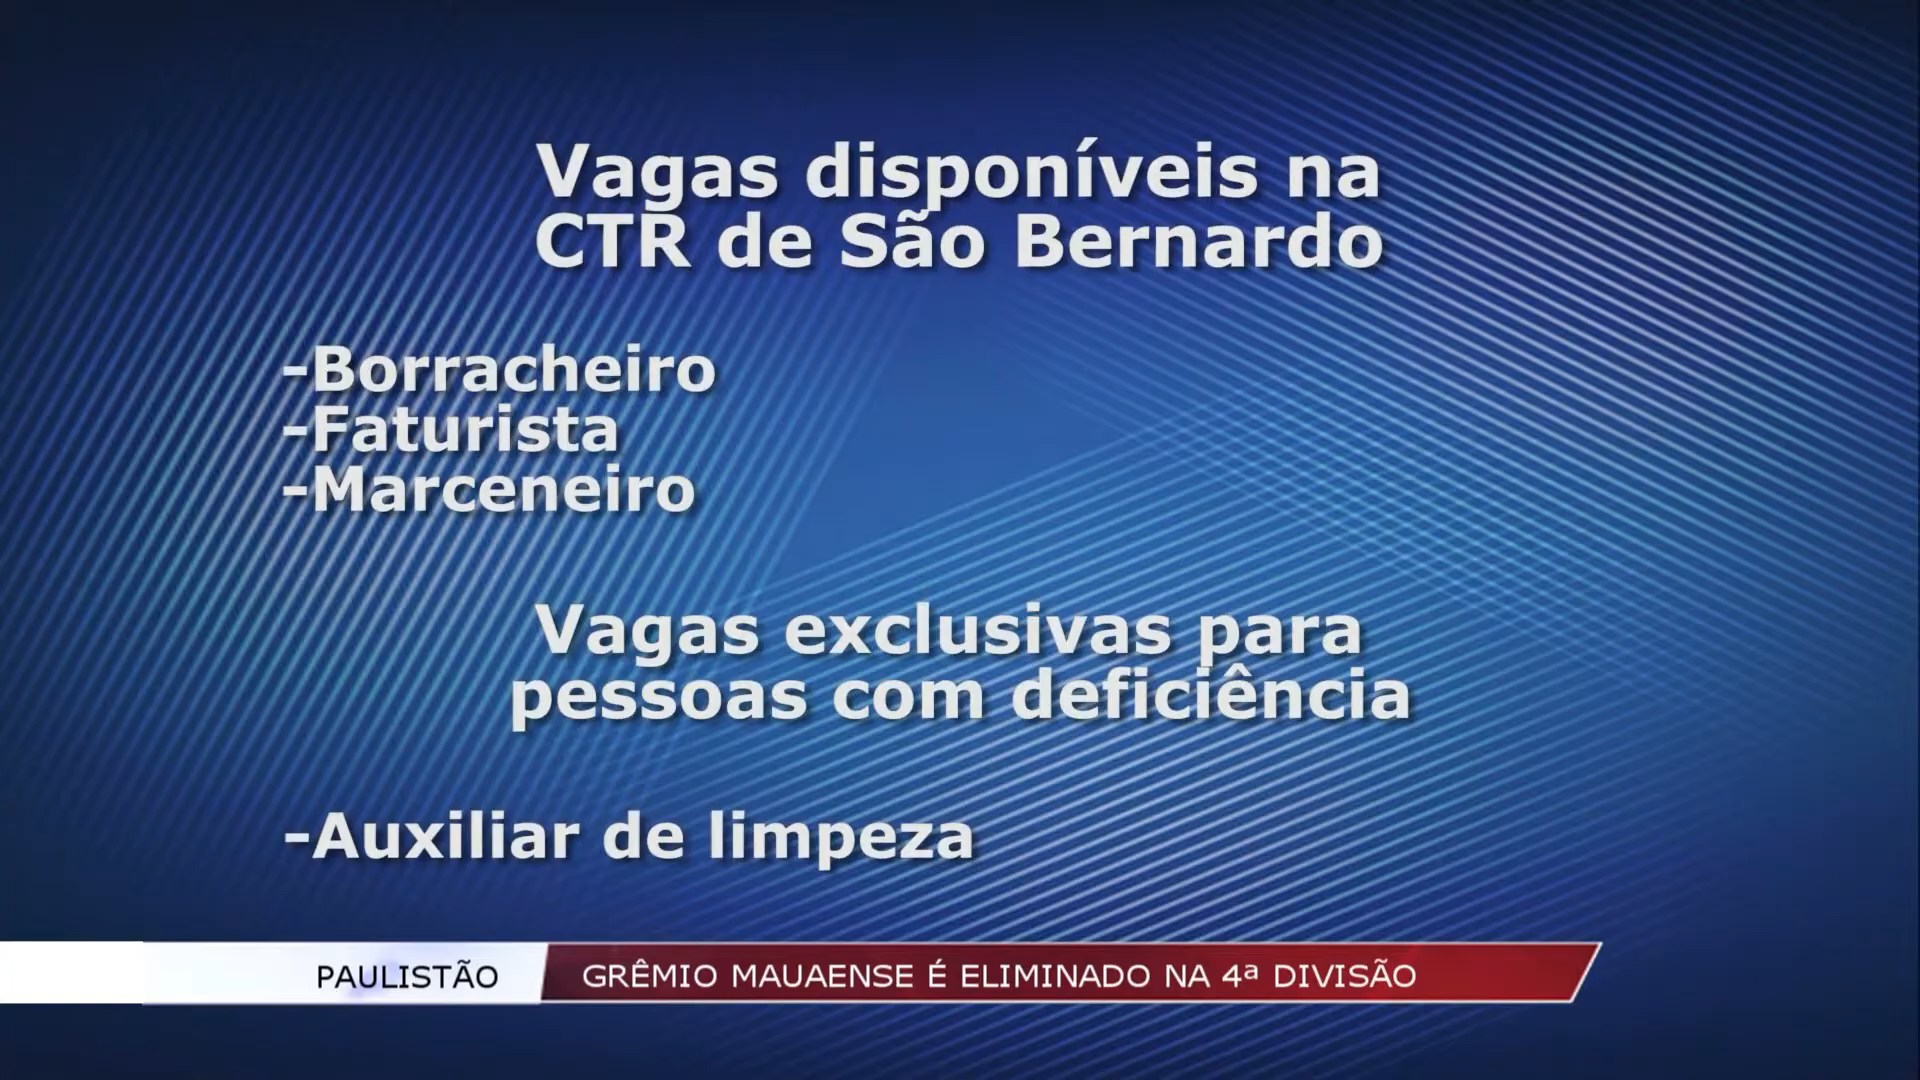 Vagas disponíveis na
CTR de São Bernardo
-Borracheiro
-Faturista
-Marceneiro
Vagas exclusivas para
pessoas com deficiência
-Auxiliar de limpeza
PAULISTÃO GRÊMIO MAUAENSE É ELIMINADO NA 4ª DIVISÃO